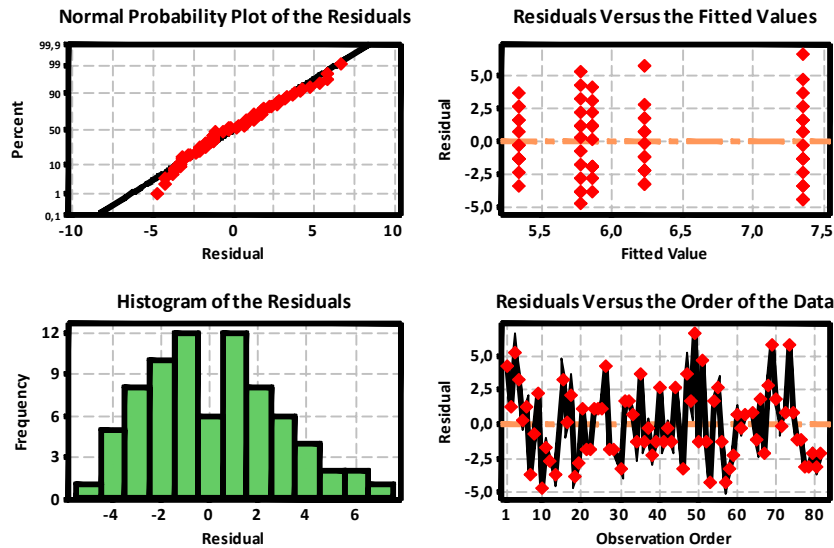 Normal Probability Plot of the Residuals
99,9
99
90
50
10
1
0,1
Percent
-10 -5 0 5 10
Residual
Residuals Versus the Fitted Values
5,0
2,5
0,0
-2,5
-5,0
Residual
5,5 6,0 6,5 7,0 7,5
Fitted Value
Histogram of the Residuals
12
9
6
3
0
Frequency
-4 -2 0 2 4 6
Residual
Residuals Versus the Order of the Data
5,0
2,5
0,0
-2,5
-5,0
Residual
1 10 20 30 40 50 60 70 80
Observation Order